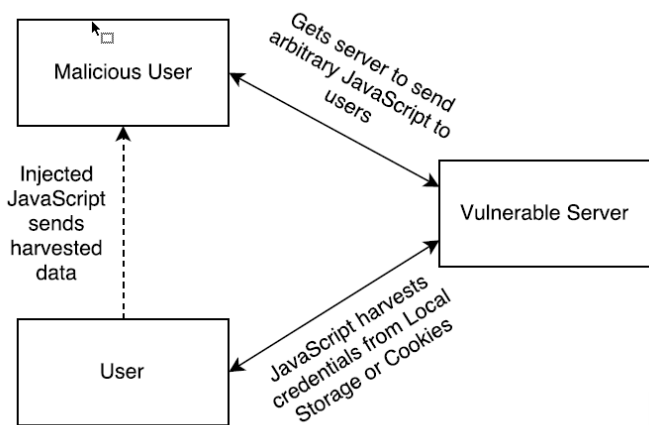 Malicious User
Gets server to send
arbitrary JavaScript to
users
Injected
JavaScript
sends
harvested
data
Vulnerable Server
User
JavaScript harvests
credentials from Local
Storage or Cookies